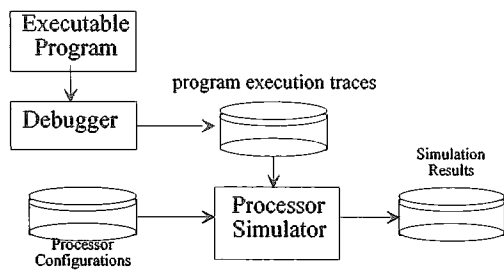 Executable
Program
program execution traces
Debugger
Simulation
Results
Processor
Simulator
Processor
Configurations